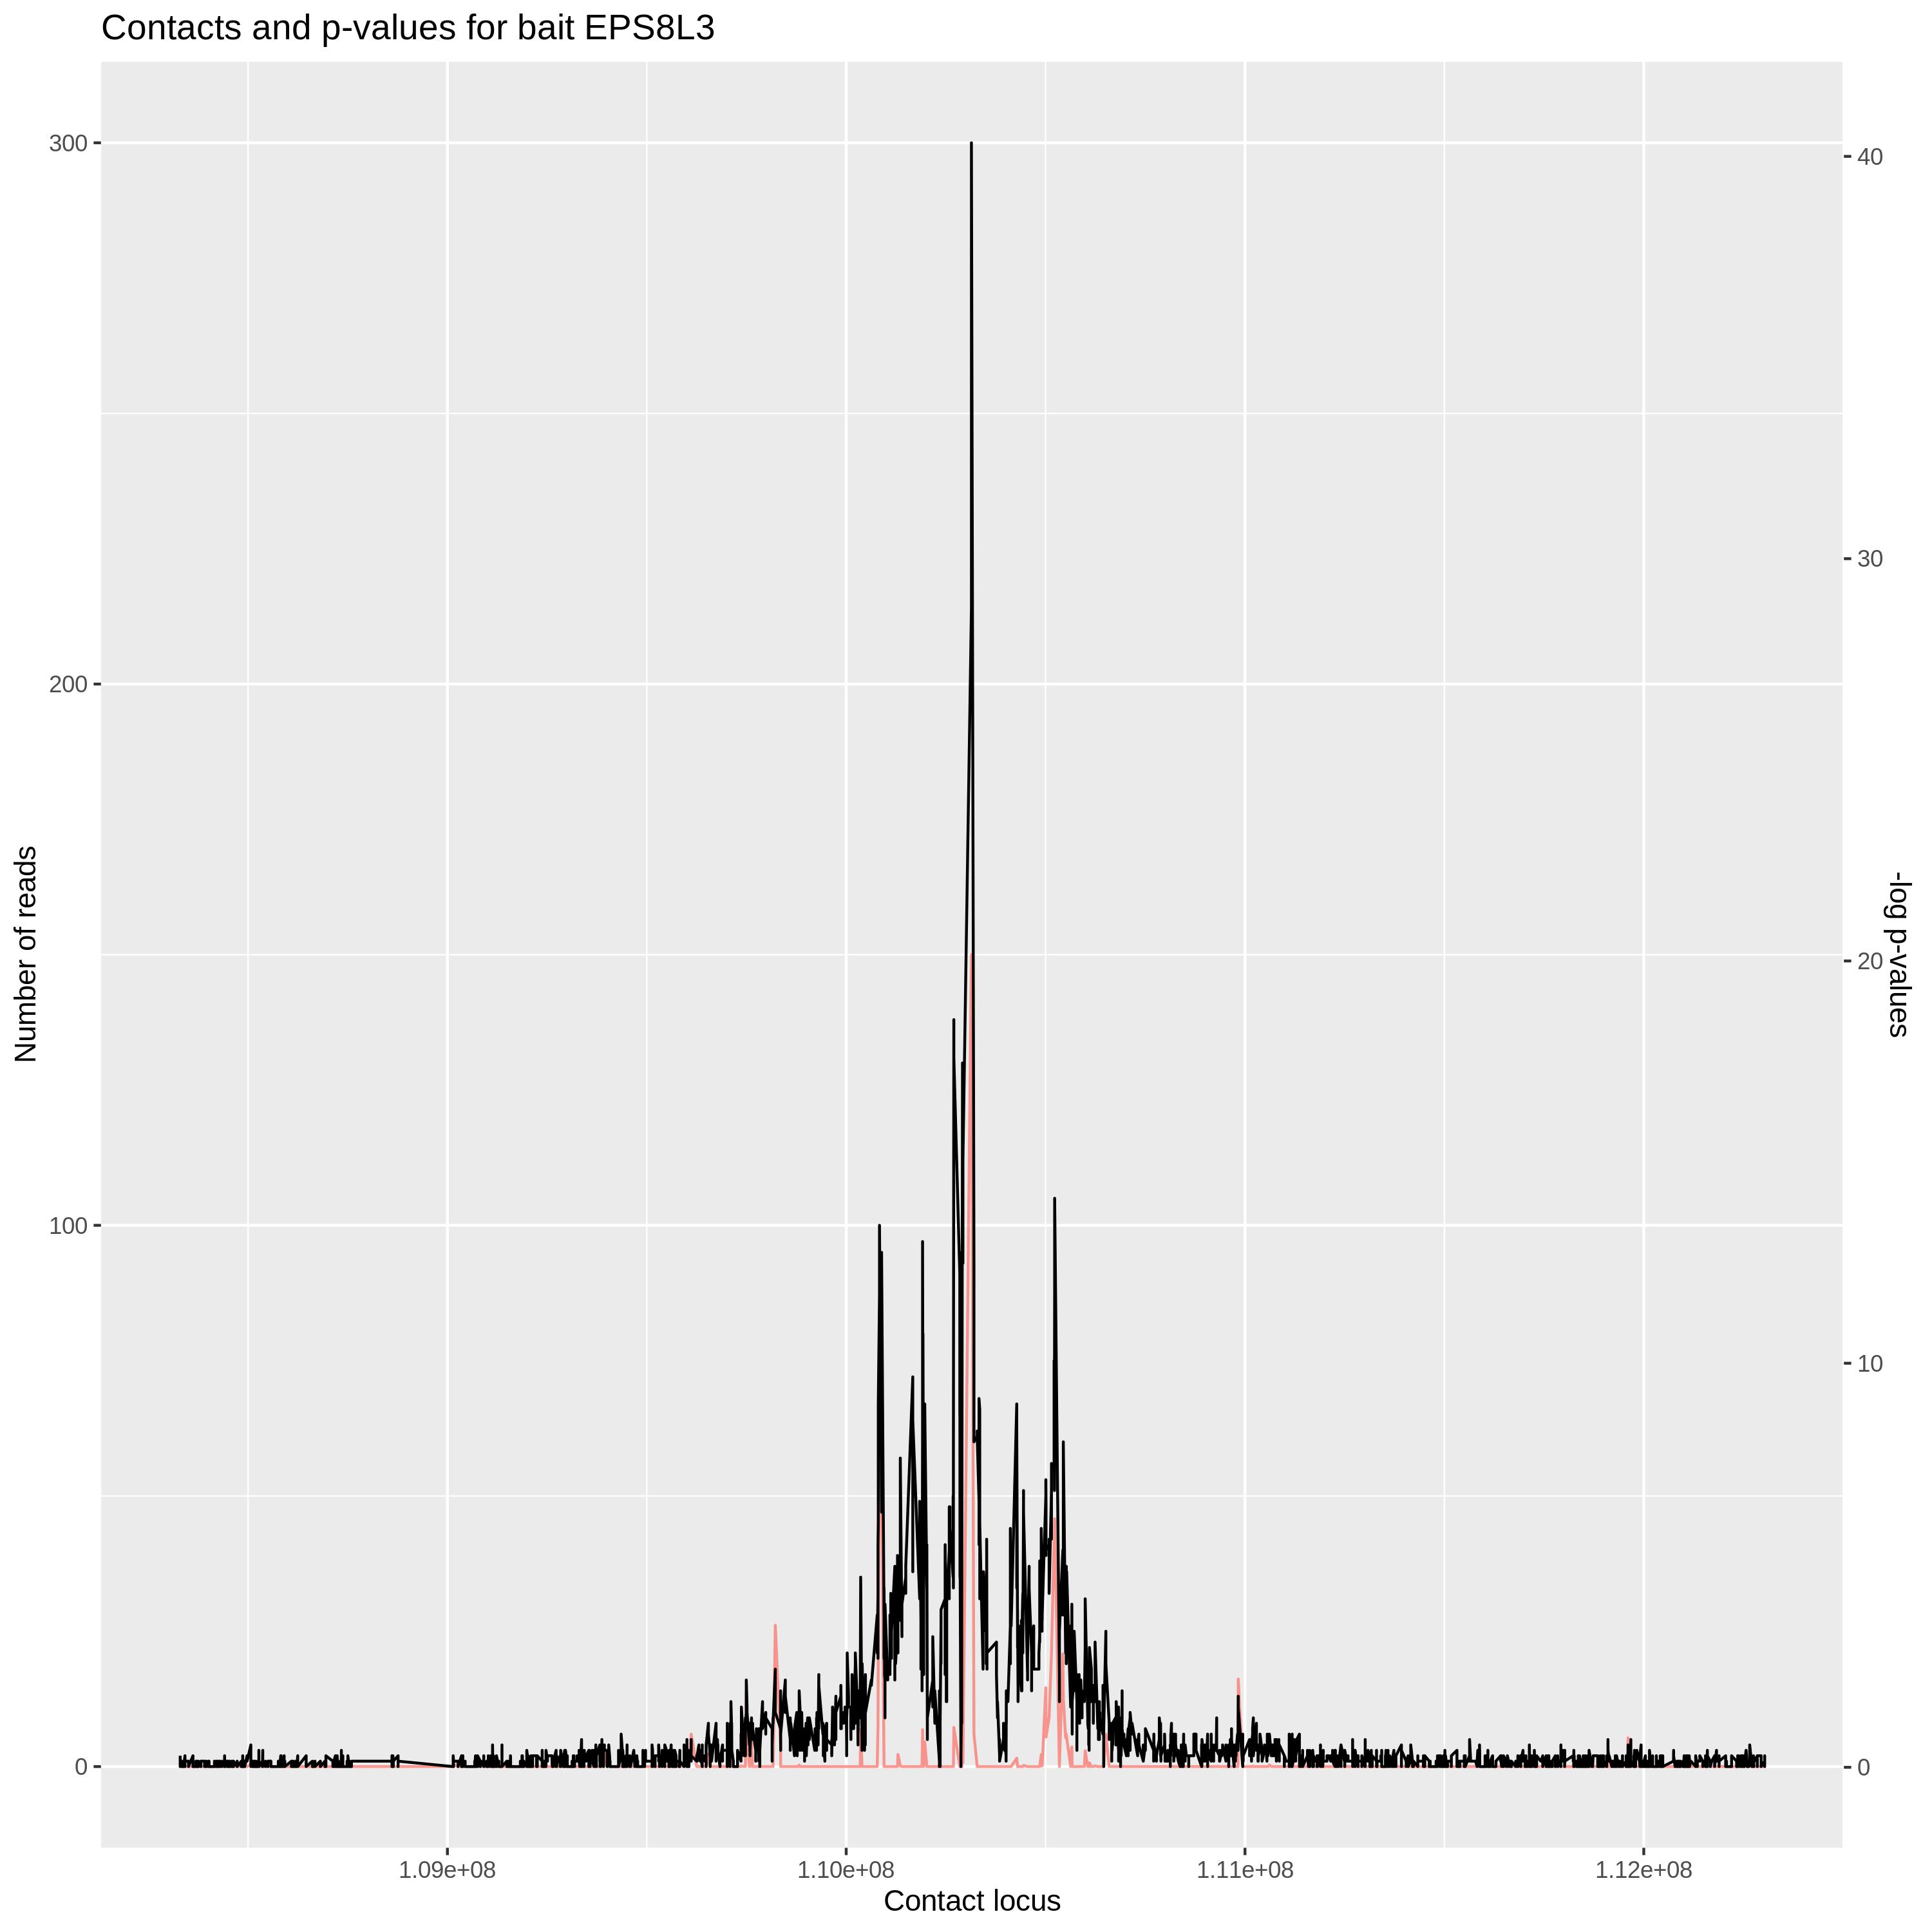 Contacts and p-values for bait EPS8L3
300
200
100
0
Number of reads
40
30
20
10
0
-log p-values
1.09e+08
1.10e+08
1.11e+08
1.12e+08
Contact locus